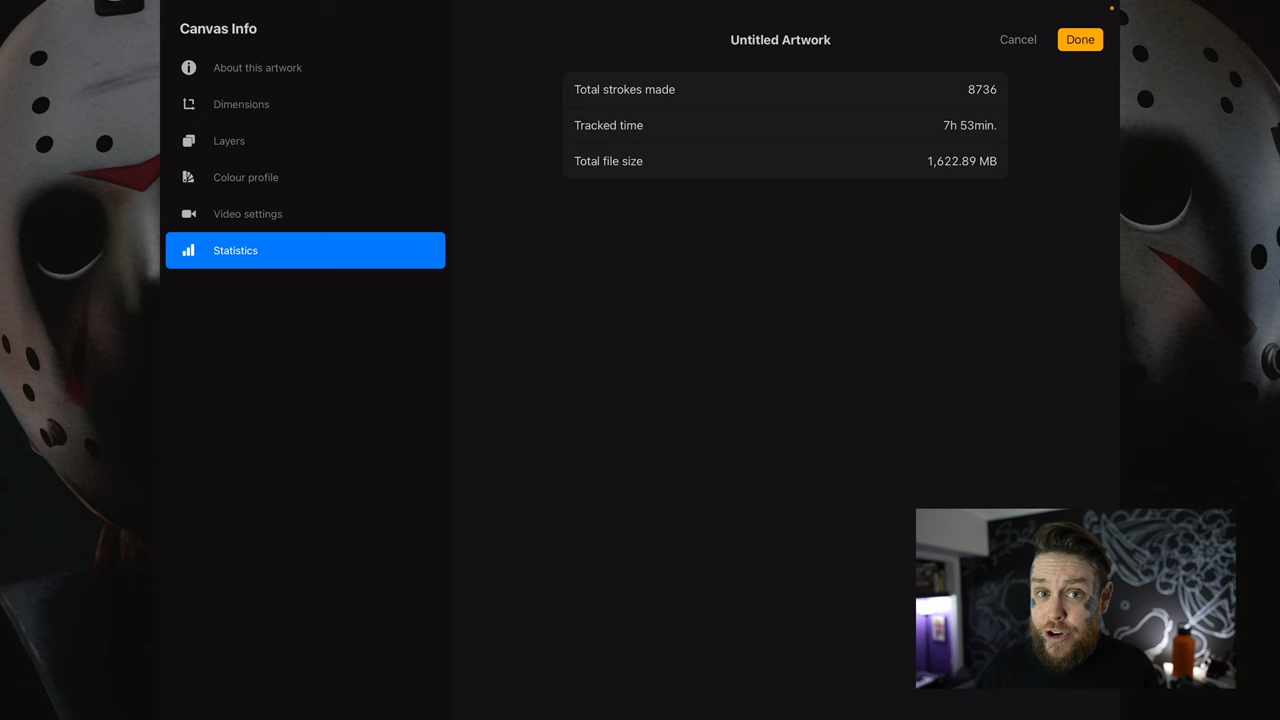 Canvas Info
About this artwork
Dimensions
Layers
Colour profile
Video settings
Statistics
Untitled Artwork
Cancel
Done
Total strokes made 8736
Tracked time 7h 53min.
Total file size 1,622.89 MB